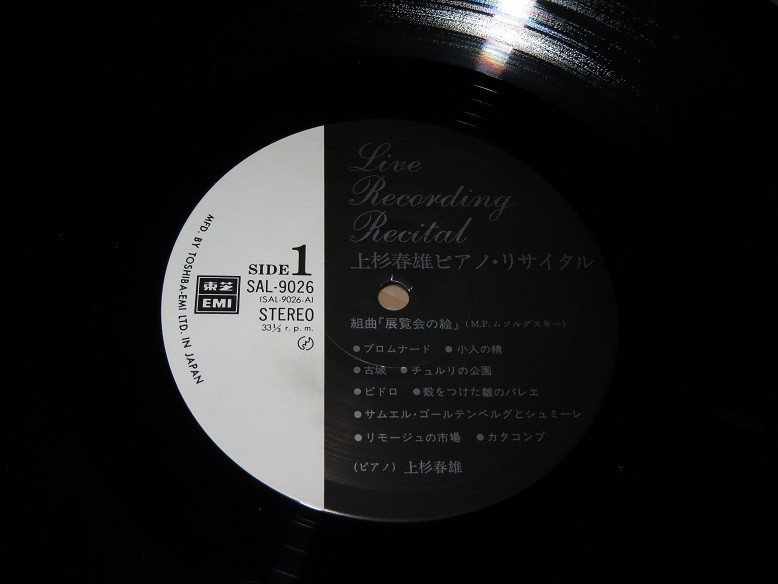 Live
Recording
Recital
上杉春雄ピアノ・リサイタル
MFD. BY TOSHIBA-EMI LTD. IN JAPAN
東芝
EMI
SIDE 1
SAL-9026
(SAL-9026-A)
STEREO
33⅓ r.p.m.
組曲「展覧会の絵」(M.P.ムソルグスキー)
●プロムナード ●小人の精
●古城 ●チュルリの公園
●ビドロ ●殻をつけた雛のバレエ
●サムエル・ゴールデンベルグとシュミーレ
●リモージュの市場 ●カタコンブ
(ピアノ) 上杉春雄